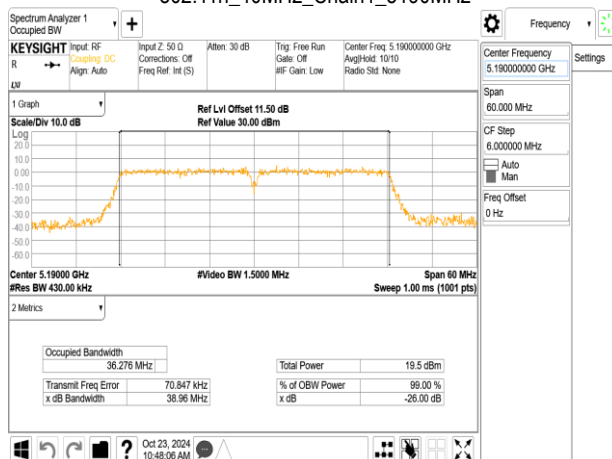 Spectrum Analyzer 1
Occupied BW
Frequency
KEYSIGHT
R
Input: RF
Coupling: DC
Align: Auto
Input Z: 50 Ω
Corrections: Off
Freq Ref: Int (S)
Atten: 30 dB
Trig: Free Run
Gate: Off
#IF Gain: Low
Center Freq: 5.190000000 GHz
Avg|Hold: 10/10
Radio Std: None
Center Frequency
5.190000000 GHz
Settings
Span
60.000 MHz
CF Step
6.000000 MHz
Auto
Man
Freq Offset
0 Hz
1 Graph
Scale/Div 10.0 dB
Ref Lvl Offset 11.50 dB
Ref Value 30.00 dBm
Log
20.0
10.0
0.00
-10.0
-20.0
-30.0
-40.0
-50.0
-60.0
Center 5.19000 GHz
#Res BW 430.00 kHz
#Video BW 1.5000 MHz
Span 60 MHz
Sweep 1.00 ms (1001 pts)
2 Metrics
Occupied Bandwidth
36.276 MHz
Transmit Freq Error 70.847 kHz
x dB Bandwidth 38.96 MHz
Total Power 19.5 dBm
% of OBW Power 99.00 %
x dB -26.00 dB
?
Oct 23, 2024
10:48:06 AM